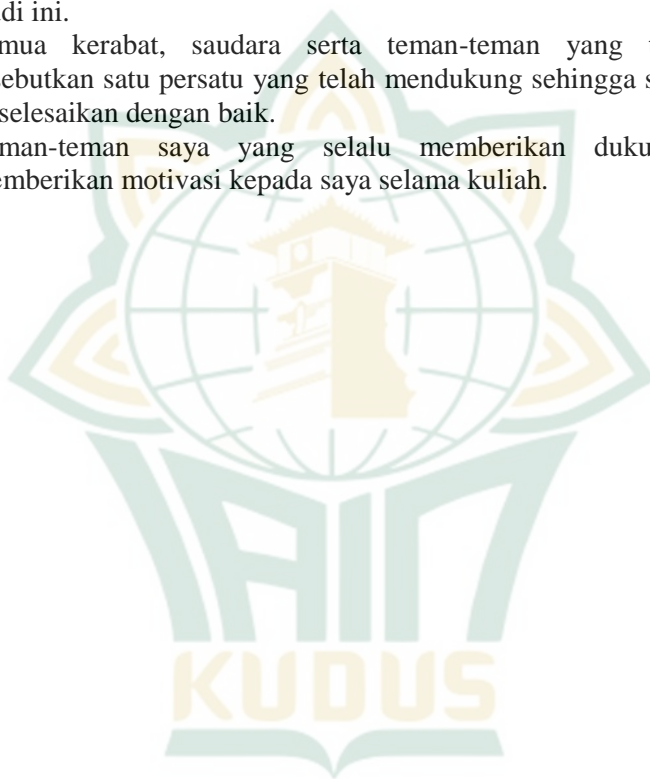 di ini.
mua kerabat, saudara serta teman-teman yang
ebutkan satu persatu yang telah mendukung sehingga
selesaikan dengan baik.
man-teman saya yang selalu memberikan duku
emberikan motivasi kepada saya selama kuliah.
IAIN
KUDUS